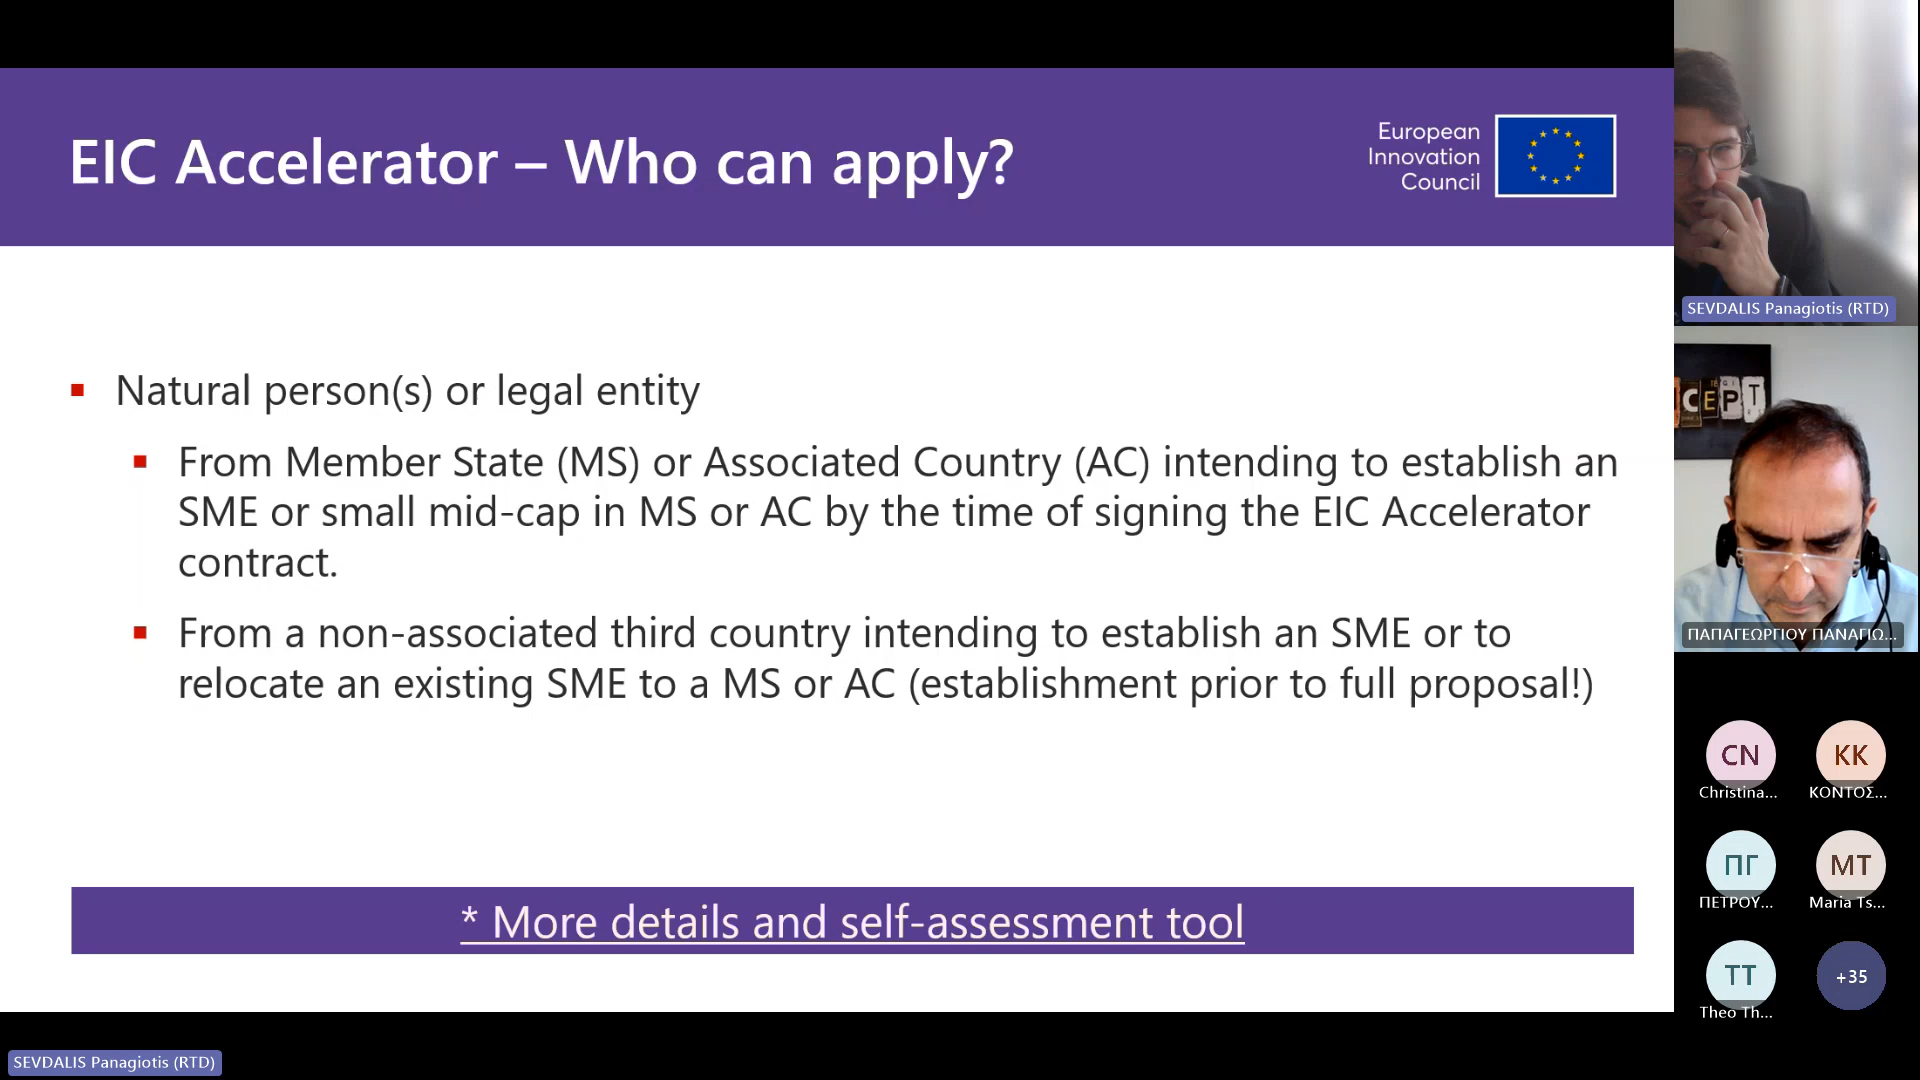 EIC Accelerator – Who can apply?
European
Innovation
Council
Natural person(s) or legal entity
From Member State (MS) or Associated Country (AC) intending to establish an
SME or small mid-cap in MS or AC by the time of signing the EIC Accelerator
contract.
From a non-associated third country intending to establish an SME or to
relocate an existing SME to a MS or AC (establishment prior to full proposal!)
* More details and self-assessment tool
SEVDALIS Panagiotis (RTD)
SEVDALIS Panagiotis (RTD)
CEPT
ΠΑΠΑΓΕΩΡΓΙΟΥ ΠΑΝΑΓΙΩ...
CN
Christina...
KK
ΚΟΝΤΟΣ...
ΠΓ
ΠΕΤΡΟΥ...
MT
Maria Ts...
TT
Theo Th...
+35